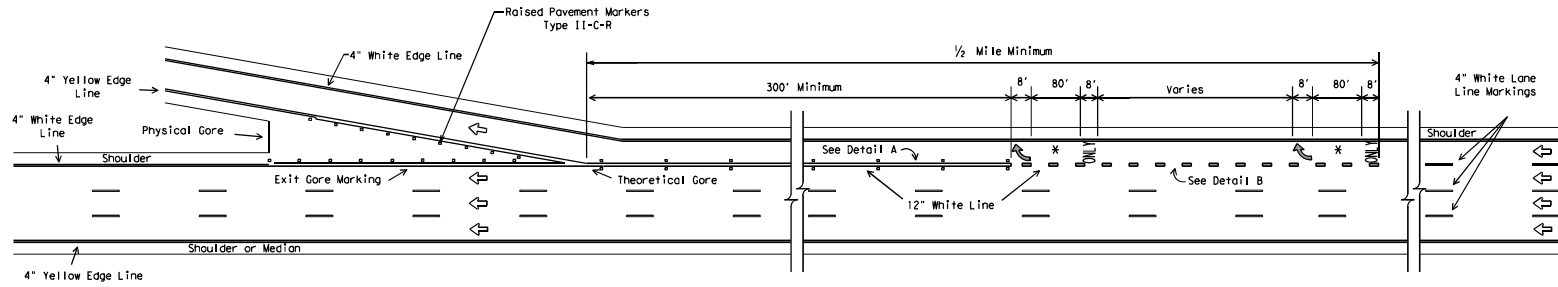 Raised Pavement Markers
Type II-C-R
4" White Edge Line
½ Mile Minimum
4" Yellow Edge
Line
300' Minimum
8'
80'
8'
Varies
8'
80'
8'
4" White Lane
Line Markings
4" White Edge
Line
Physical Gore
Shoulder
Shoulder
See Detail A
*
ONLY
*
ONLY
Exit Gore Marking
Theoretical Gore
See Detail B
12" White Line
Shoulder or Median
4" Yellow Edge Line